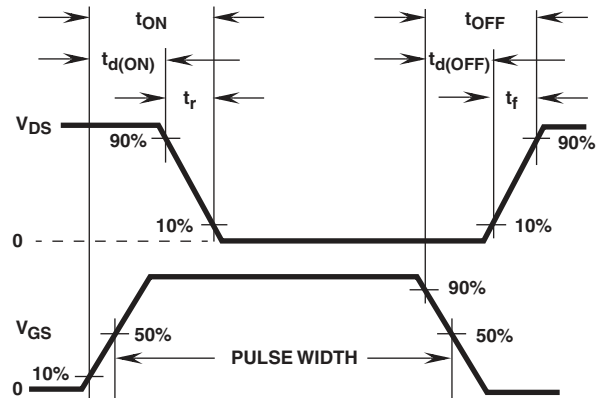 tON tOFF
td(ON) td(OFF)
tr tf
VDS
90% 90%
10% 10%
0
90%
VGS 50% 50%
PULSE WIDTH
10%
0